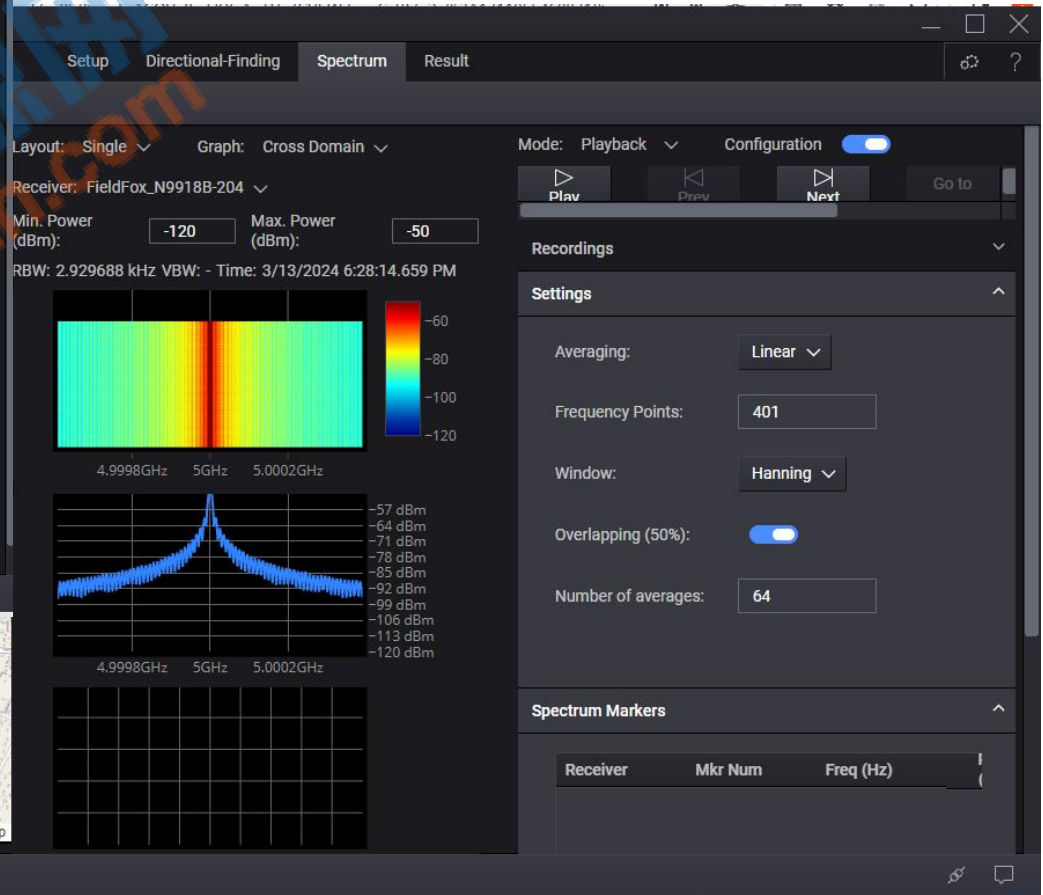 Setup Directional-Finding Spectrum Result
?
Layout: Single Graph: Cross Domain
Receiver: FieldFox_N9918B-204
Min. Power (dBm): -120 Max. Power (dBm): -50
RBW: 2.929688 kHz VBW: - Time: 3/13/2024 6:28:14.659 PM
-60
-80
-100
-120
4.9998GHz 5GHz 5.0002GHz
-57 dBm
-64 dBm
-71 dBm
-78 dBm
-85 dBm
-92 dBm
-99 dBm
-106 dBm
-113 dBm
-120 dBm
4.9998GHz 5GHz 5.0002GHz
Mode: Playback Configuration
Play Prev Next Go to
Recordings
Settings
Averaging: Linear
Frequency Points: 401
Window: Hanning
Overlapping (50%):
Number of averages: 64
Spectrum Markers
Receiver Mkr Num Freq (Hz)